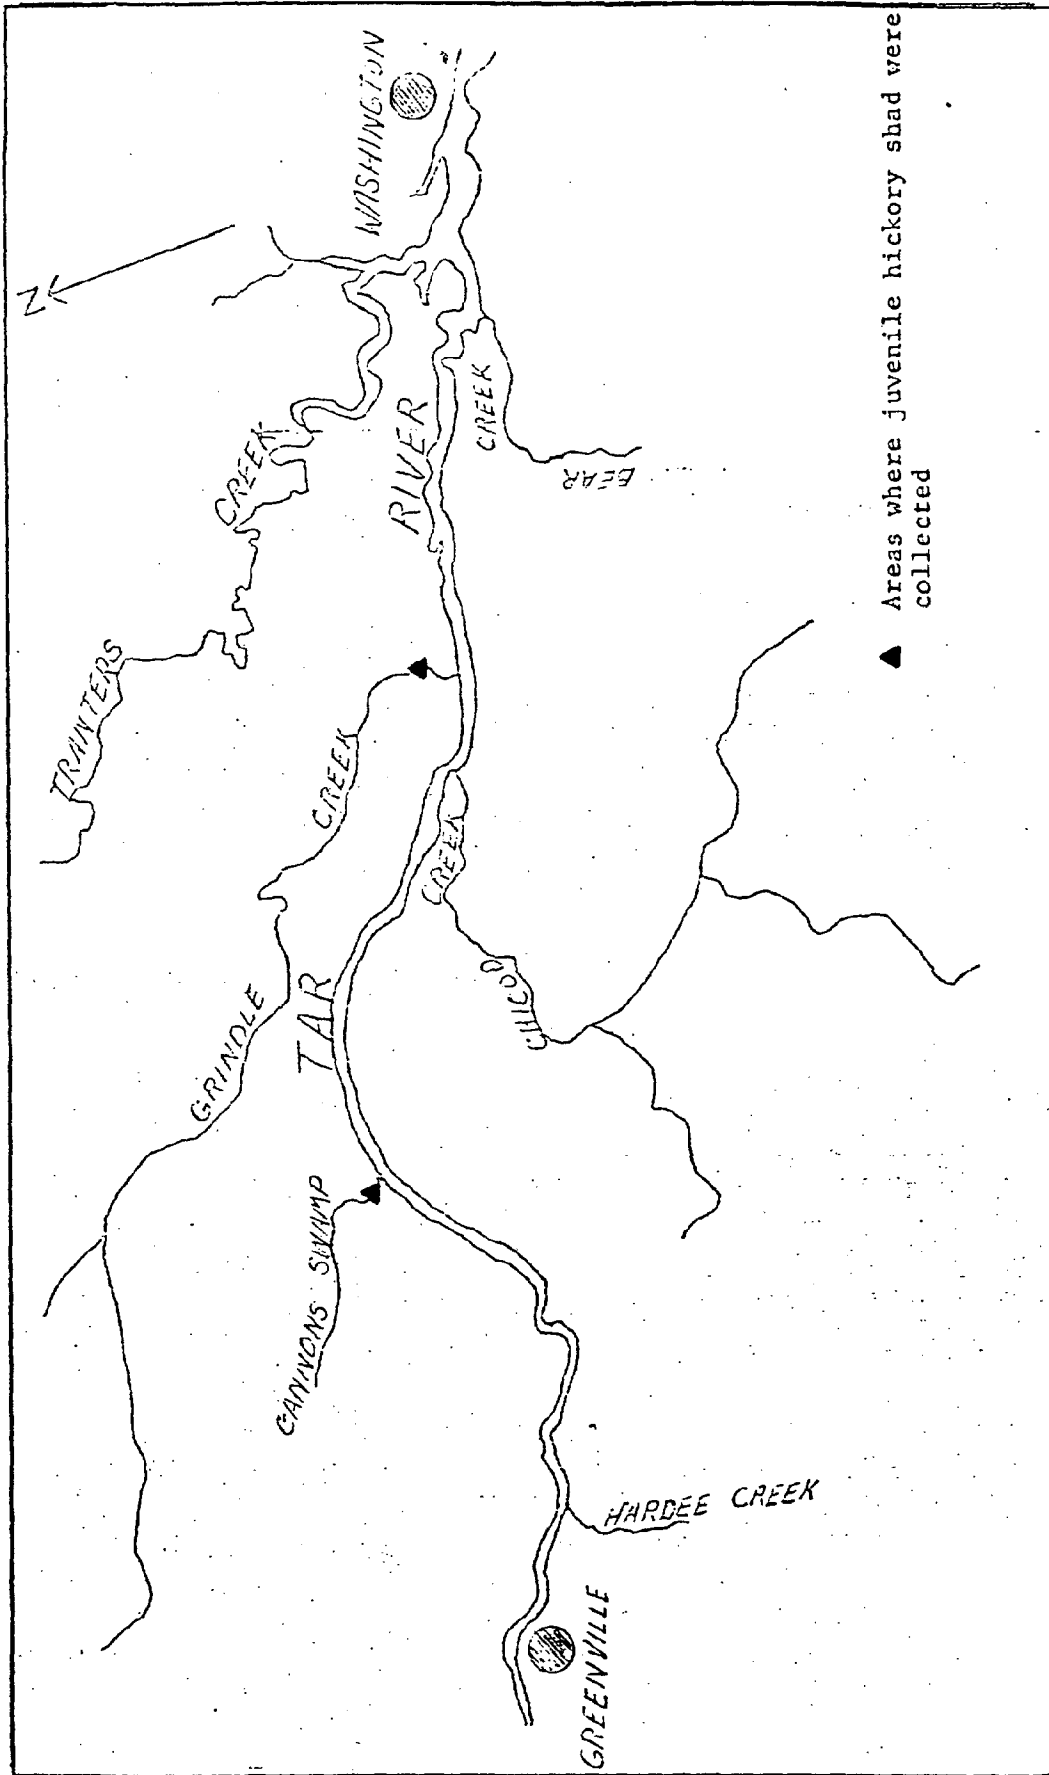 N
WASHINGTON
TRANTERS
CREEK
RIVER
BEAR
CREEK
GRINDLE
CREEK
TAR
CHICOD
CREEK
CANNONS SWAMP
HARDEE CREEK
GREENVILLE
▲ Areas where juvenile hickory shad were
collected